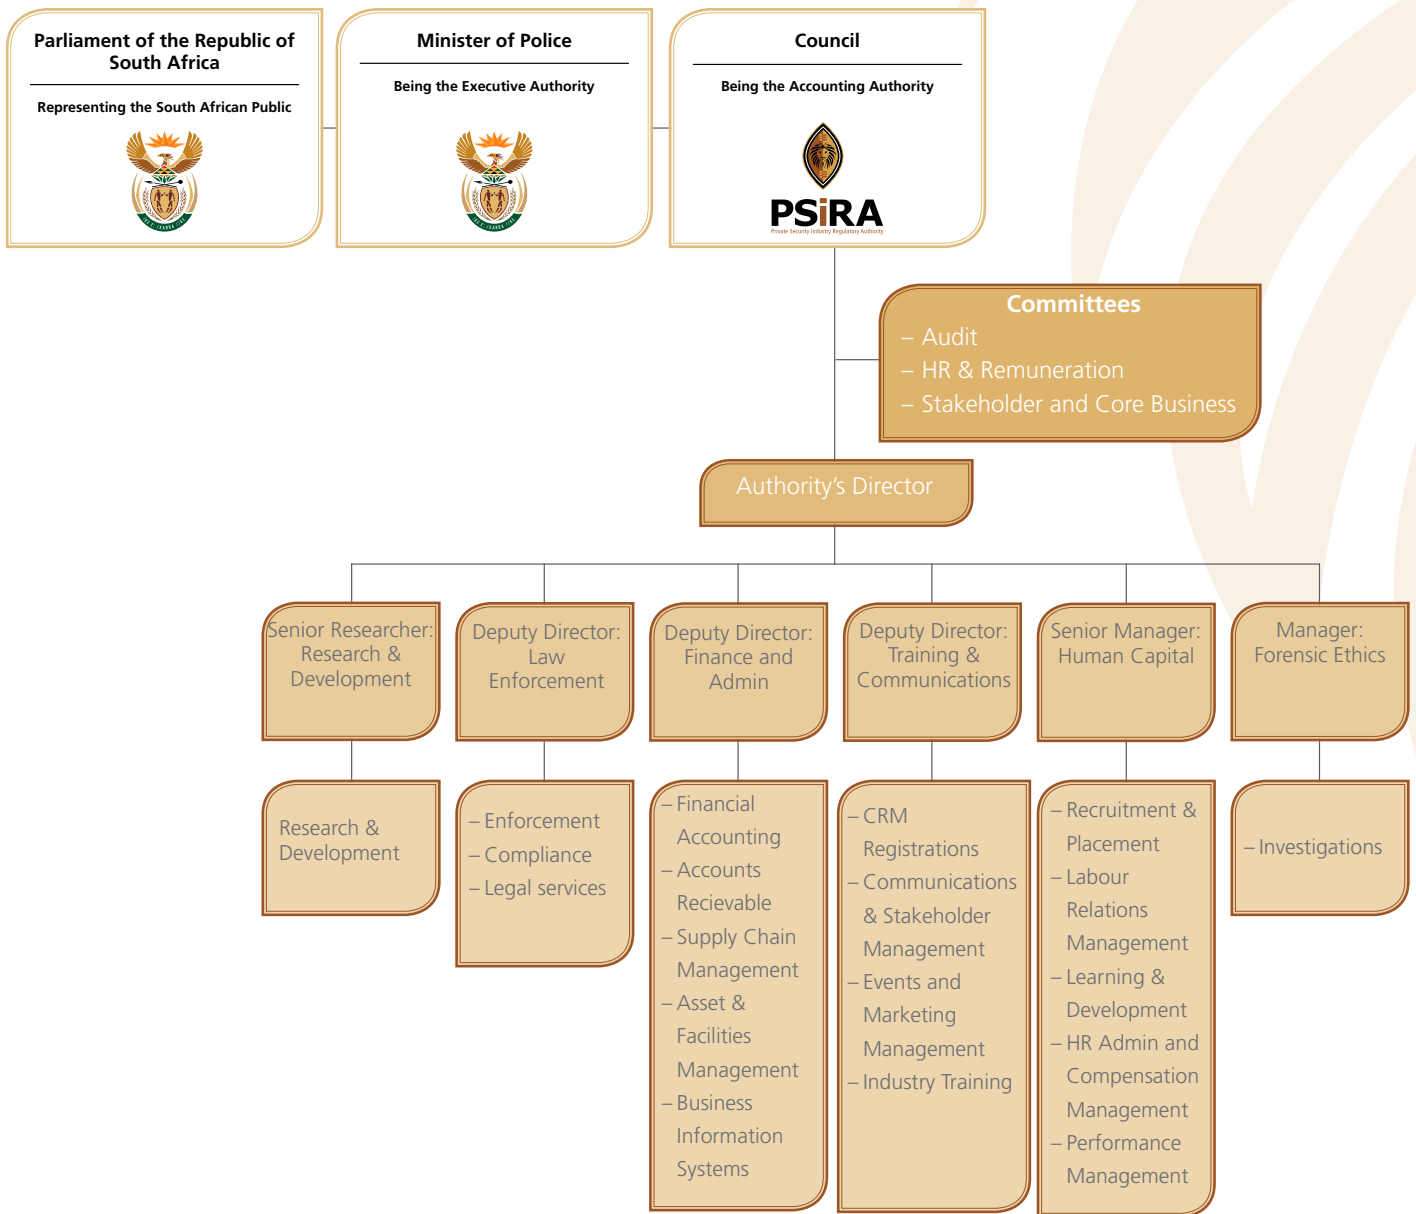 Parliament of the Republic of
South Africa
Representing the South African Public
Minister of Police
Being the Executive Authority
Council
Being the Accounting Authority
PSiRA
Private Security Industry Regulatory Authority
Committees
– Audit
– HR & Remuneration
– Stakeholder and Core Business
Authority's Director
Senior Researcher:
Research &
Development
Deputy Director:
Law
Enforcement
Deputy Director:
Finance and
Admin
Deputy Director:
Training &
Communications
Senior Manager:
Human Capital
Manager:
Forensic Ethics
Research &
Development
– Enforcement
– Compliance
– Legal services
– Financial
Accounting
– Accounts
Recievable
– Supply Chain
Management
– Asset &
Facilities
Management
– Business
Information
Systems
– CRM
Registrations
– Communications
& Stakeholder
Management
– Events and
Marketing
Management
– Industry Training
– Recruitment &
Placement
– Labour
Relations
Management
– Learning &
Development
– HR Admin and
Compensation
Management
– Performance
Management
– Investigations